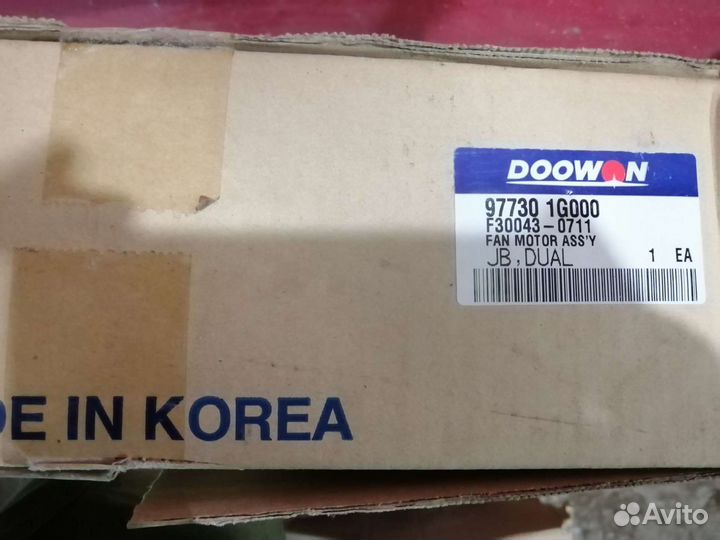 DOOWON
97730 1G000
F30043-0711
FAN MOTOR ASS'Y
JB, DUAL 1 EA
DE IN KOREA
Avito